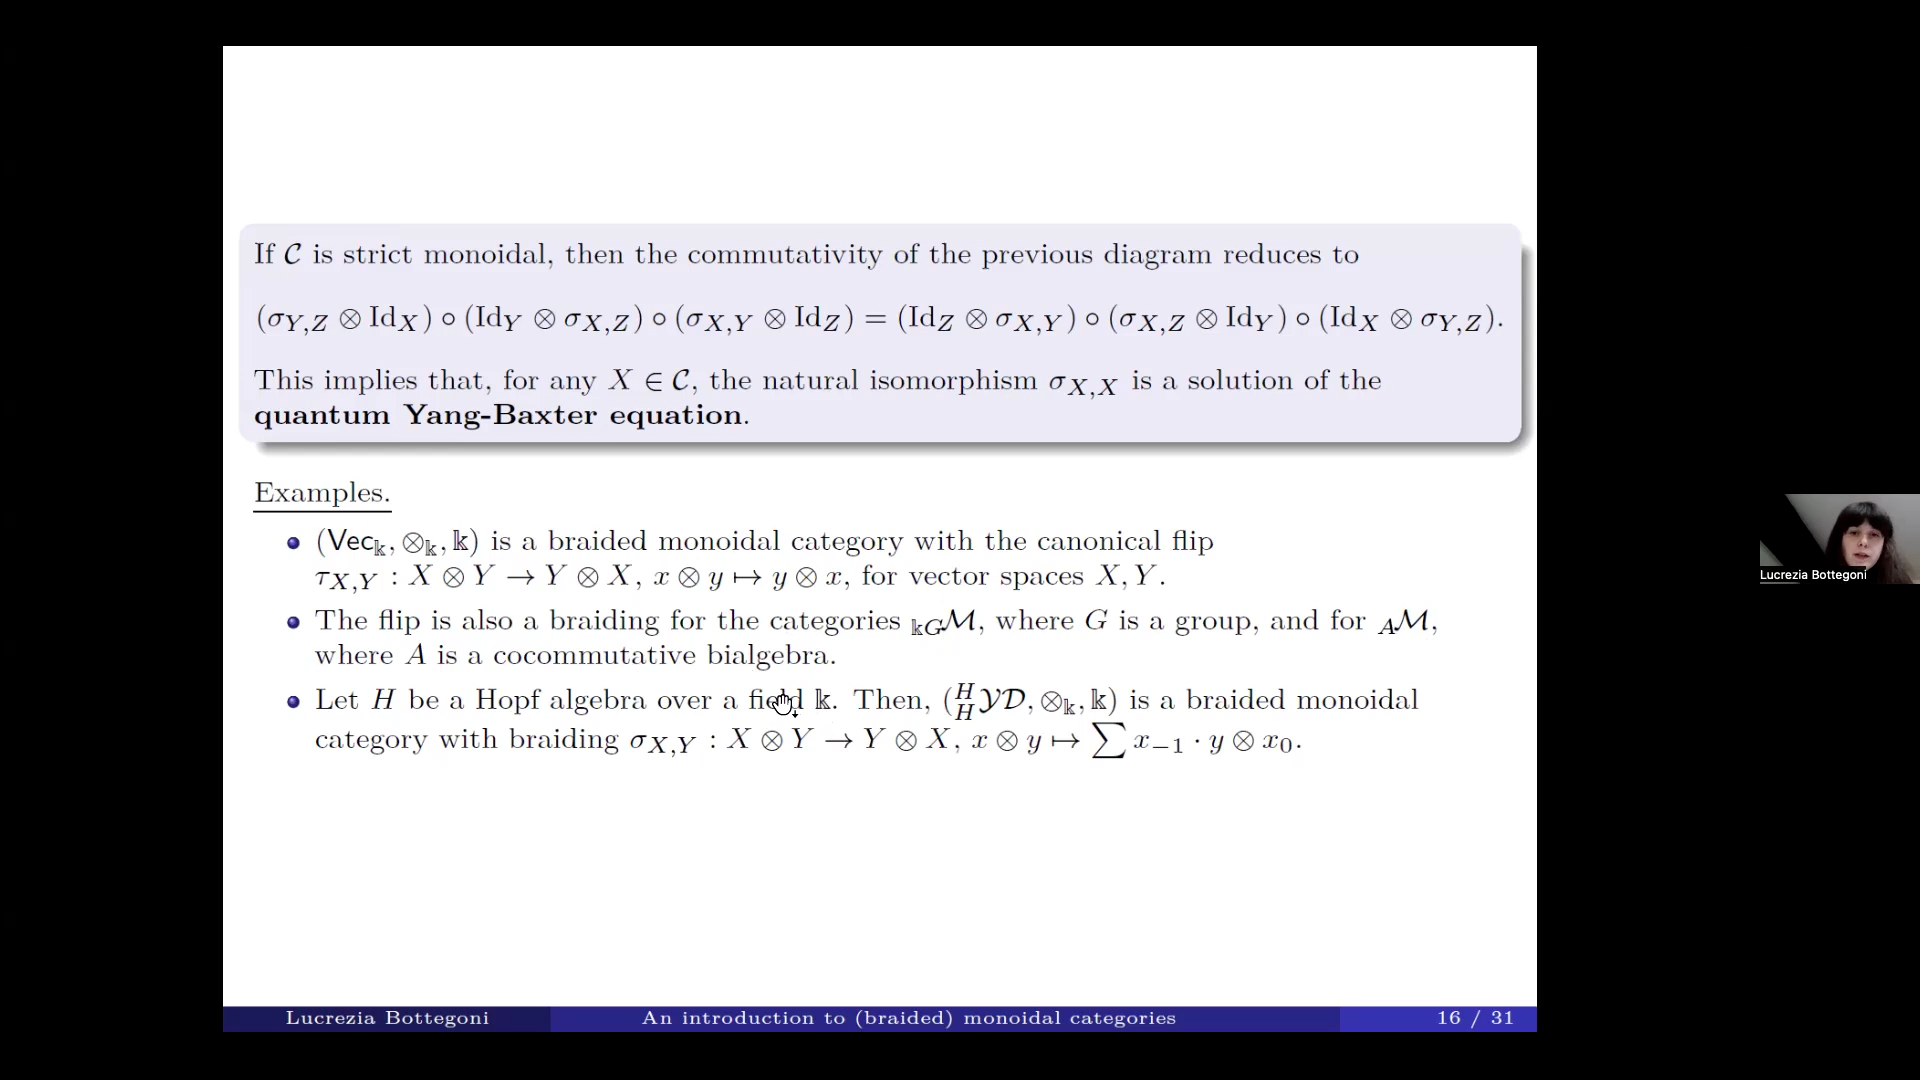 If 𝒞 is strict monoidal, then the commutativity of the previous diagram reduces to
(σ_{Y,Z} ⊗ Id_X) ∘ (Id_Y ⊗ σ_{X,Z}) ∘ (σ_{X,Y} ⊗ Id_Z) = (Id_Z ⊗ σ_{X,Y}) ∘ (σ_{X,Z} ⊗ Id_Y) ∘ (Id_X ⊗ σ_{Y,Z}).
This implies that, for any X ∈ 𝒞, the natural isomorphism σ_{X,X} is a solution of the
quantum Yang-Baxter equation.
Examples.
• (Vec_𝕜, ⊗_𝕜, 𝕜) is a braided monoidal category with the canonical flip
τ_{X,Y} : X ⊗ Y → Y ⊗ X, x ⊗ y ↦ y ⊗ x, for vector spaces X, Y.
• The flip is also a braiding for the categories _{𝕜G}ℳ, where G is a group, and for _Aℳ,
where A is a cocommutative bialgebra.
• Let H be a Hopf algebra over a field 𝕜. Then, (^H_H𝒴𝒟, ⊗_𝕜, 𝕜) is a braided monoidal
category with braiding σ_{X,Y} : X ⊗ Y → Y ⊗ X, x ⊗ y ↦ ∑ x_{−1} · y ⊗ x_0.
Lucrezia Bottegoni
Lucrezia Bottegoni An introduction to (braided) monoidal categories 16 / 31